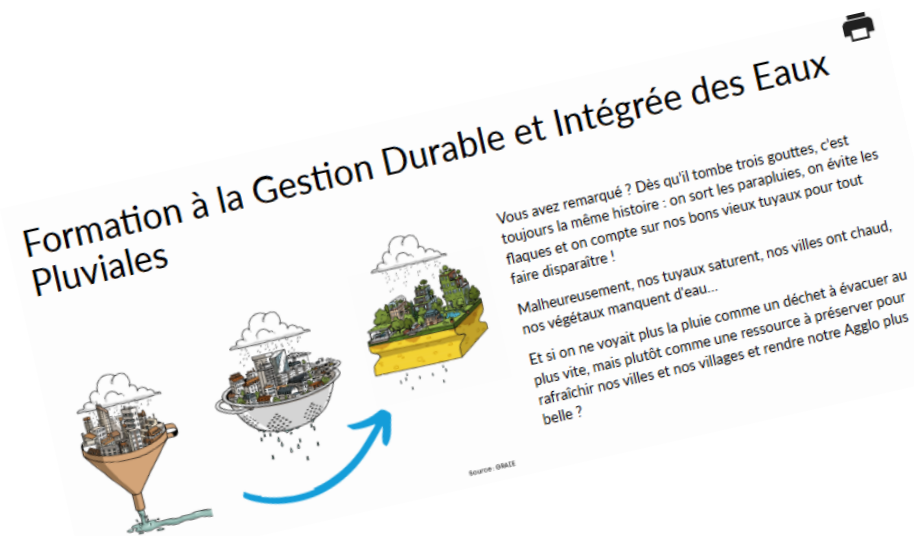 Formation à la Gestion Durable et Intégrée des Eaux
Pluviales
Vous avez remarqué ? Dès qu'il tombe trois gouttes, c'est
toujours la même histoire : on sort les parapluies, on évite les
flaques et on compte sur nos bons vieux tuyaux pour tout
faire disparaître !
Malheureusement, nos tuyaux saturent, nos villes ont chaud,
nos végétaux manquent d'eau...
Et si on ne voyait plus la pluie comme un déchet à évacuer au
plus vite, mais plutôt comme une ressource à préserver pour
rafraîchir nos villes et nos villages et rendre notre Agglo plus
belle ?
Source: GRAIE